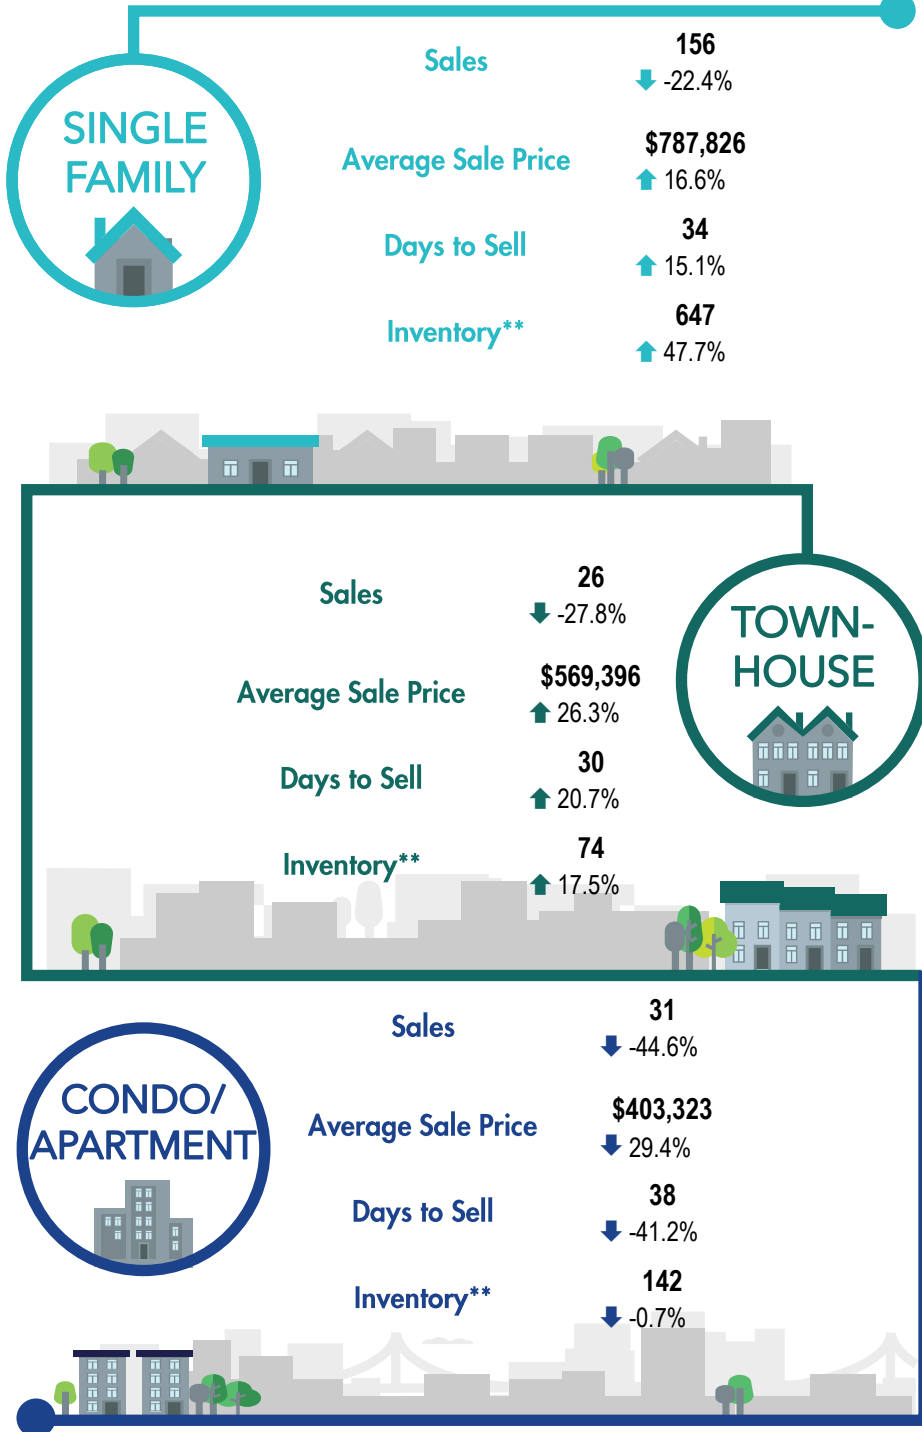 SINGLE
FAMILY
Sales
156
-22.4%
Average Sale Price
$787,826
16.6%
Days to Sell
34
15.1%
Inventory**
647
47.7%
TOWN-
HOUSE
Sales
26
-27.8%
Average Sale Price
$569,396
26.3%
Days to Sell
30
20.7%
Inventory**
74
17.5%
CONDO/
APARTMENT
Sales
31
-44.6%
Average Sale Price
$403,323
29.4%
Days to Sell
38
-41.2%
Inventory**
142
-0.7%